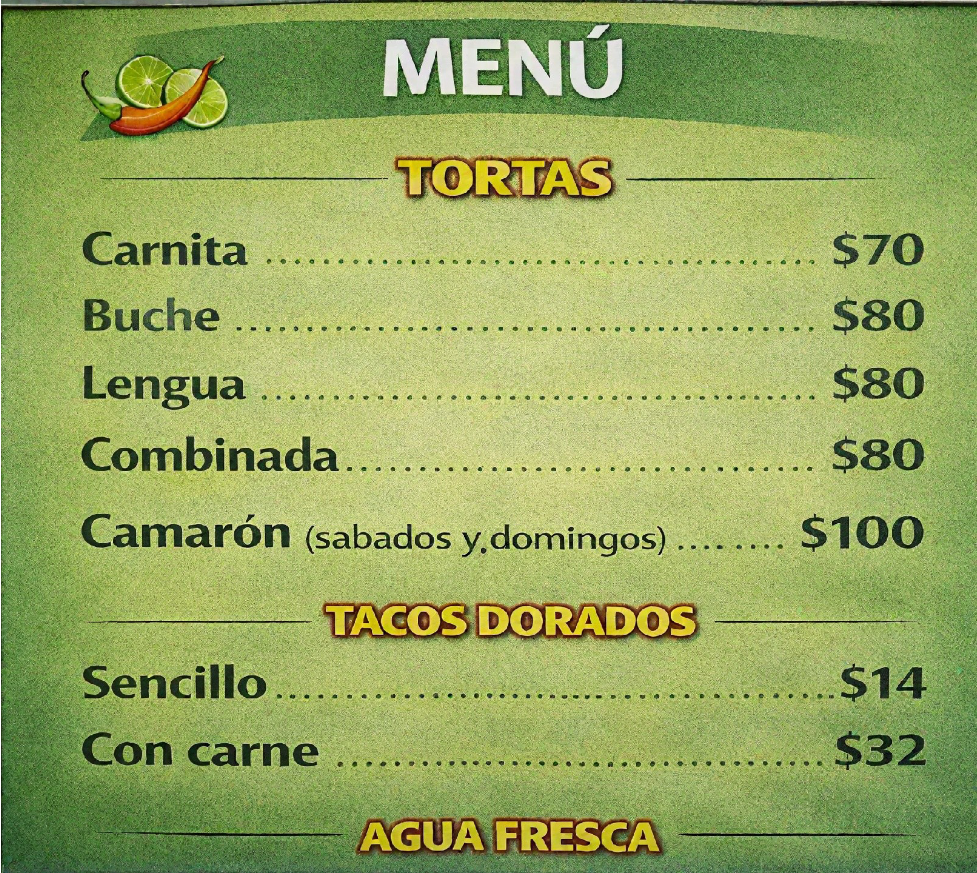 MENÚ
TORTAS
Carnita ........................................ $70
Buche ........................................ $80
Lengua ........................................ $80
Combinada ................................. $80
Camarón (sabados y domingos) ........ $100
TACOS DORADOS
Sencillo ........................................ $14
Con carne ................................... $32
AGUA FRESCA